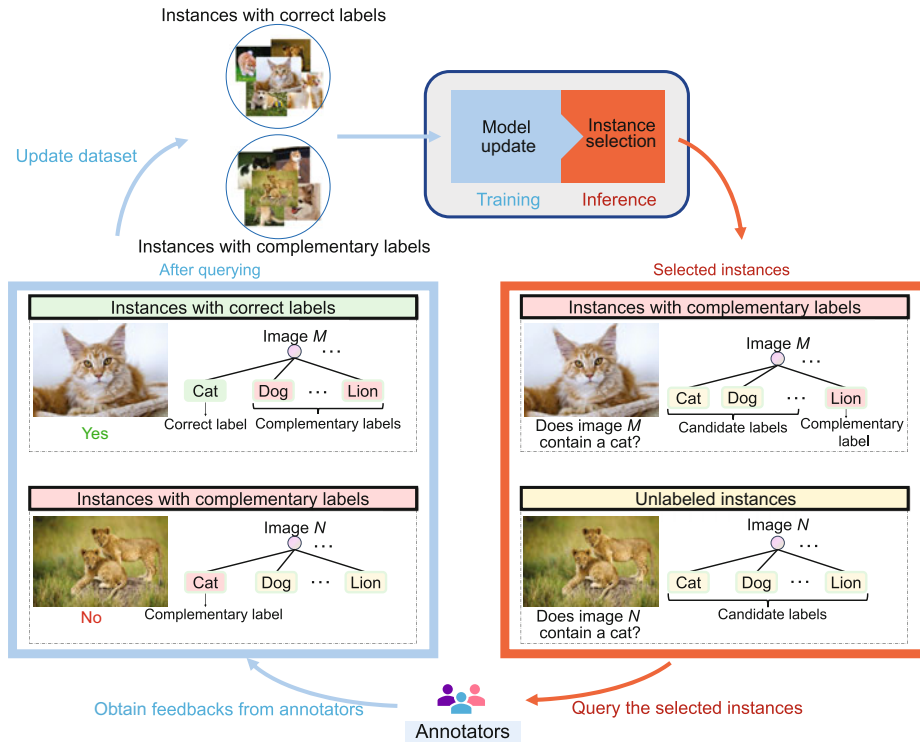 Instances with correct labels
Update dataset
Model
update
Instance
selection
Training
Inference
Instances with complementary labels
After querying
Selected instances
Instances with correct labels
Image M
...
Cat
Dog
...
Lion
Correct label
Complementary labels
Yes
Instances with complementary labels
Image N
...
Cat
Dog
...
Lion
Complementary label
No
Instances with complementary labels
Image M
...
Cat
Dog
...
Lion
Does image M
contain a cat?
Candidate labels
Complementary
label
Unlabeled instances
Image N
...
Cat
Dog
...
Lion
Does image N
contain a cat?
Candidate labels
Obtain feedbacks from annotators
Annotators
Query the selected instances